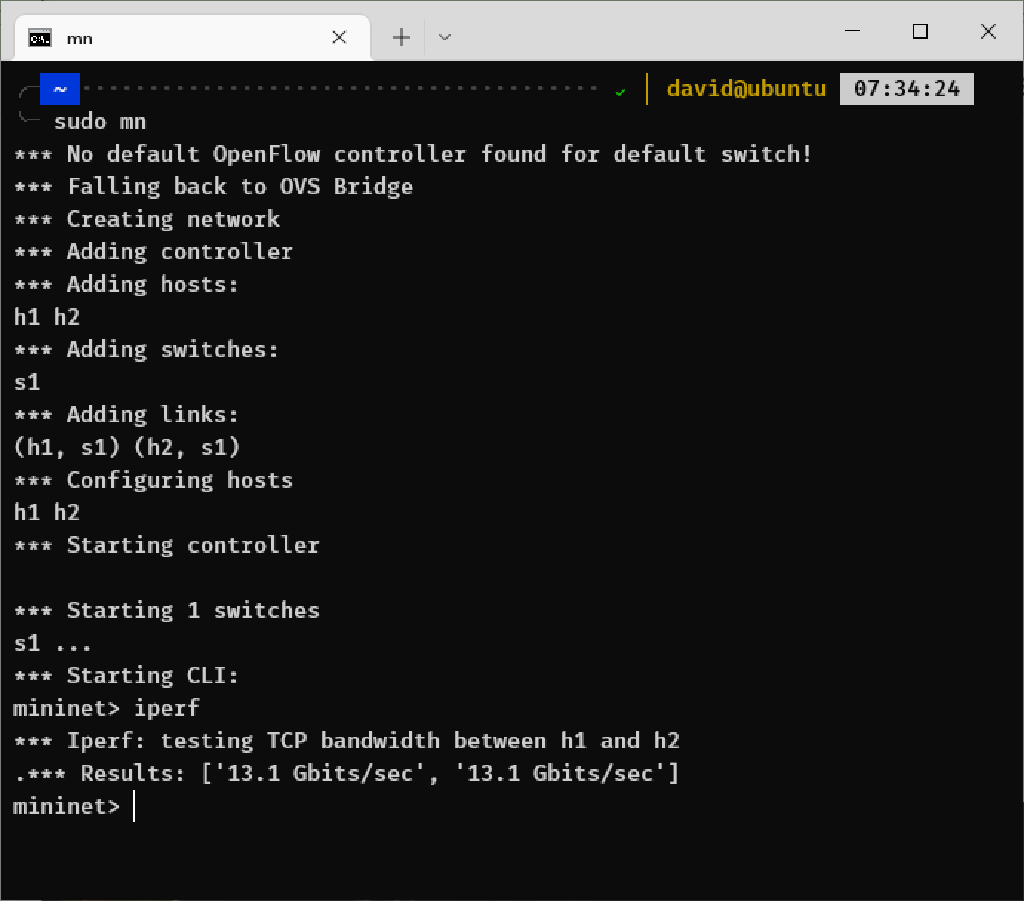 mn
~ david@ubuntu 07:34:24
sudo mn
*** No default OpenFlow controller found for default switch!
*** Falling back to OVS Bridge
*** Creating network
*** Adding controller
*** Adding hosts:
h1 h2
*** Adding switches:
s1
*** Adding links:
(h1, s1) (h2, s1)
*** Configuring hosts
h1 h2
*** Starting controller
*** Starting 1 switches
s1 ...
*** Starting CLI:
mininet> iperf
*** Iperf: testing TCP bandwidth between h1 and h2
.*** Results: ['13.1 Gbits/sec', '13.1 Gbits/sec']
mininet>